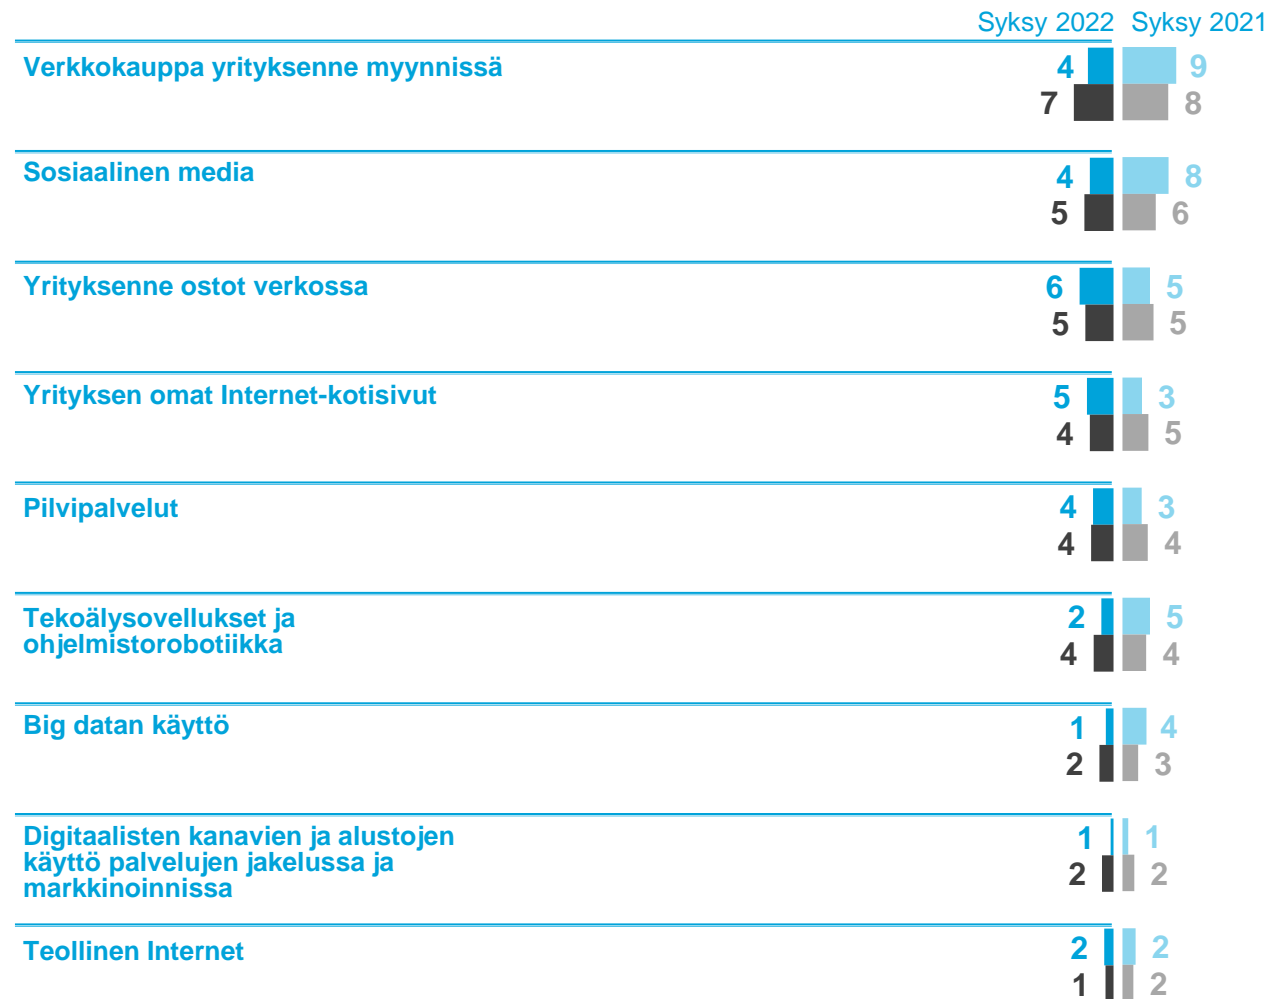 Syksy 2022 Syksy 2021
Verkkokauppa yrityksenne myynnissä 4 9
7 8
Sosiaalinen media 4 8
5 6
Yrityksenne ostot verkossa 6 5
5 5
Yrityksen omat Internet-kotisivut 5 3
4 5
Pilvipalvelut 4 3
4 4
Tekoälysovellukset ja 2 5
ohjelmistorobotiikka 4 4
Big datan käyttö 1 4
2 3
Digitaalisten kanavien ja alustojen 1 1
käyttö palvelujen jakelussa ja 2 2
markkinoinnissa
Teollinen Internet 2 2
1 2